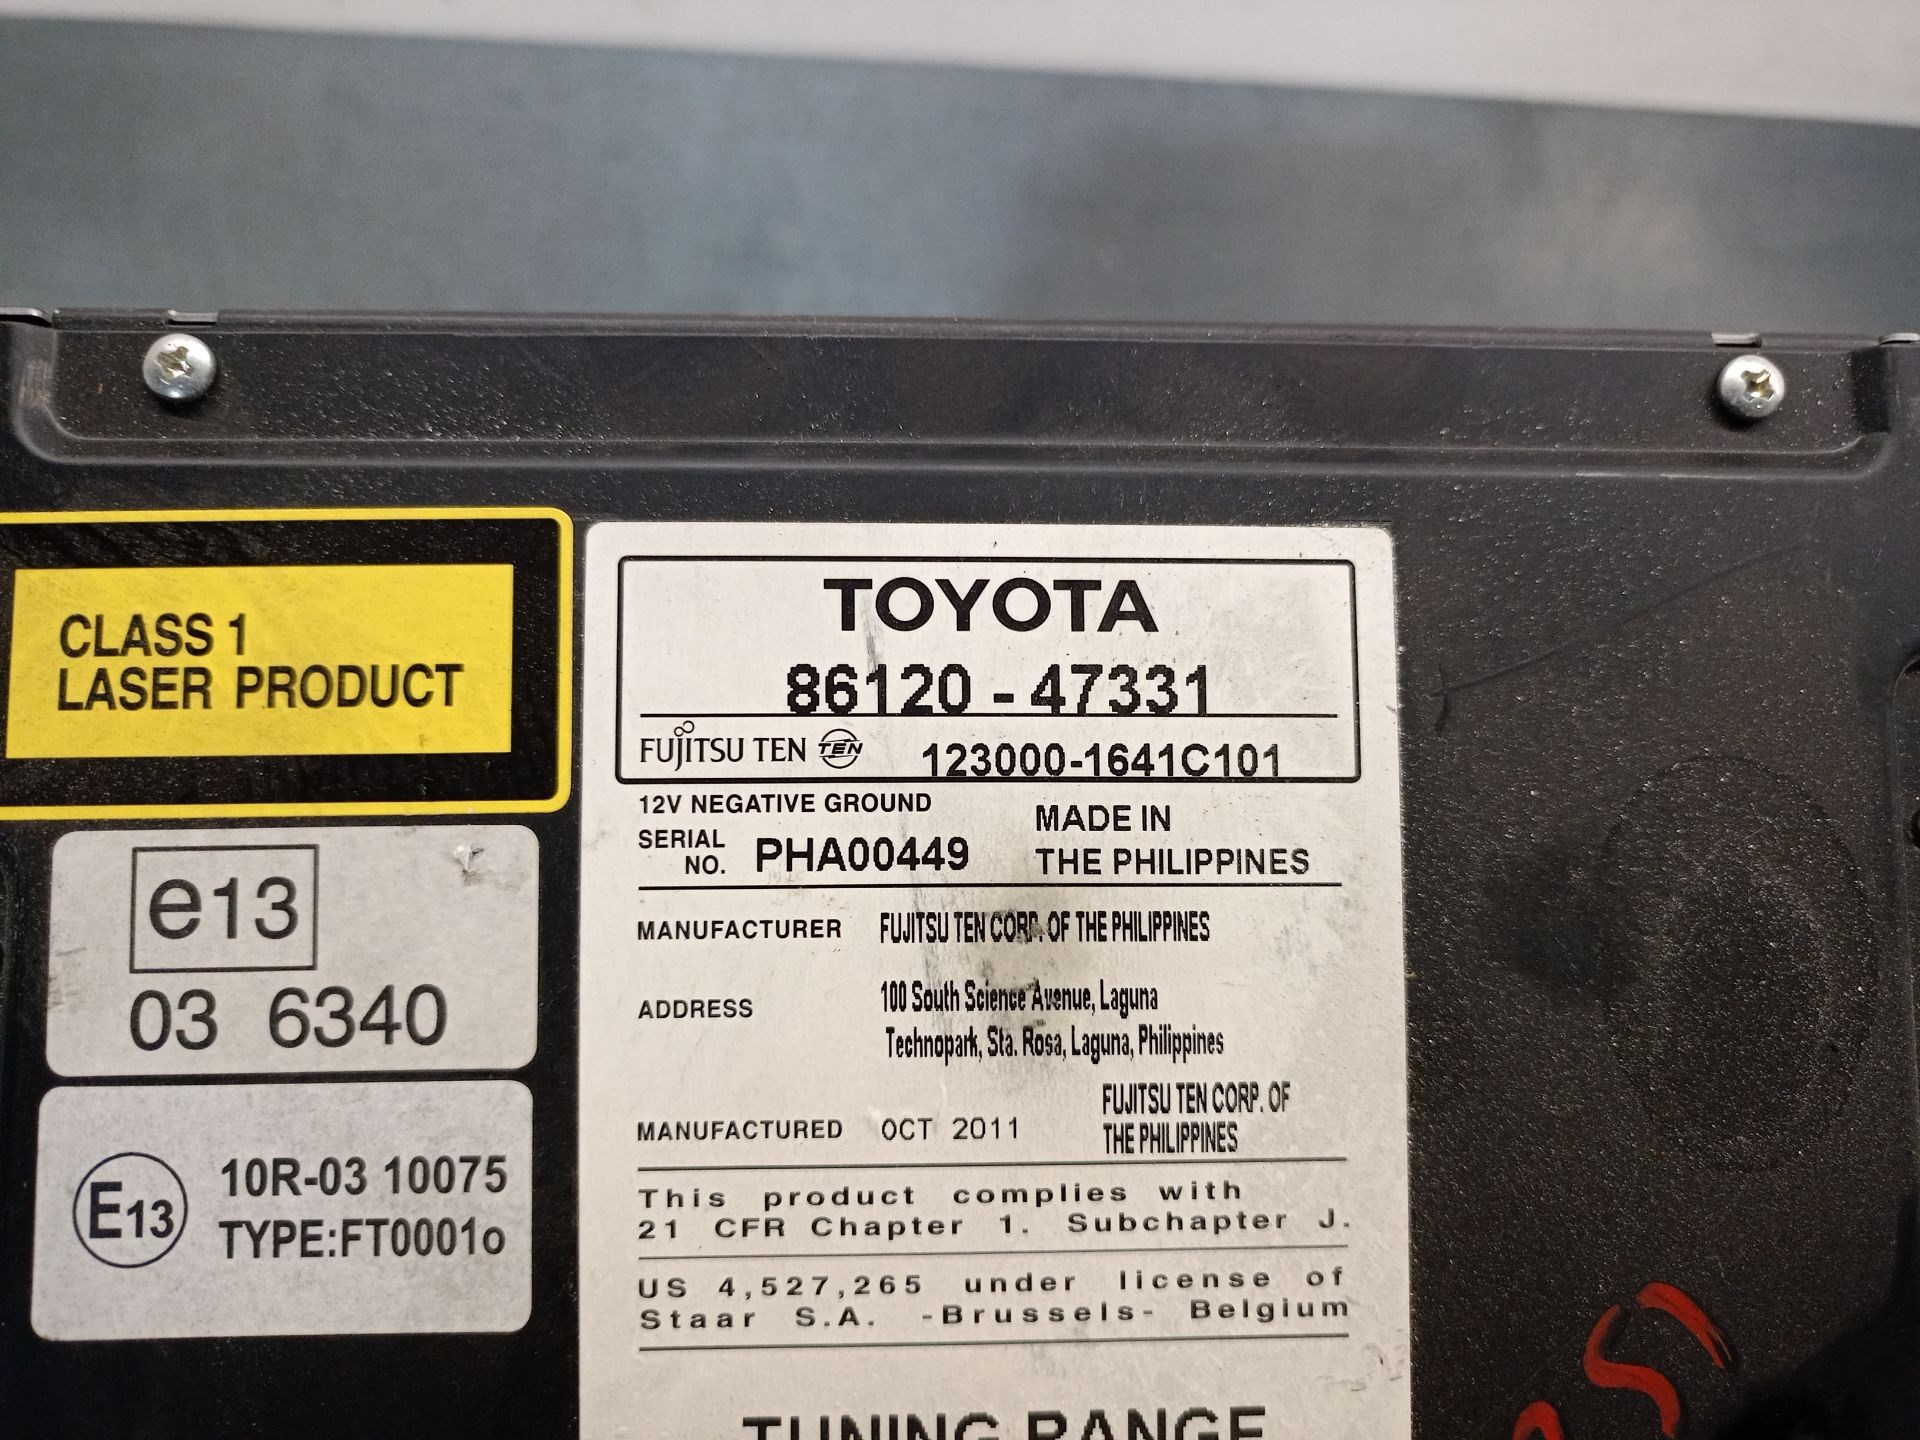 CLASS 1
LASER PRODUCT
e13
03 6340
E13
10R-03 10075
TYPE:FT0001o
TOYOTA
86120-47331
FUJITSU TEN TEN 123000-1641C101
12V NEGATIVE GROUND
SERIAL NO. PHA00449
MADE IN
THE PHILIPPINES
MANUFACTURER FUJITSU TEN CORP. OF THE PHILIPPINES
ADDRESS 100 South Science Avenue, Laguna
Technopark, Sta. Rosa, Laguna, Philippines
MANUFACTURED OCT 2011 FUJITSU TEN CORP. OF
THE PHILIPPINES
This product complies with
21 CFR Chapter 1. Subchapter J.
US 4,527,265 under license of
Staar S.A. -Brussels- Belgium
TUNING RANGE